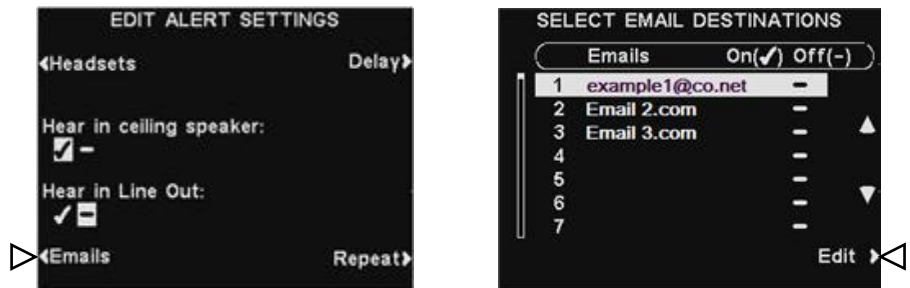 EDIT ALERT SETTINGS
Headsets Delay
Hear in ceiling speaker:
✓ –
Hear in Line Out:
✓ –
Emails Repeat
SELECT EMAIL DESTINATIONS
Emails On(✓) Off(–)
1 example1@co.net –
2 Email 2.com –
3 Email 3.com –
4 –
5 –
6 –
7 –
Edit